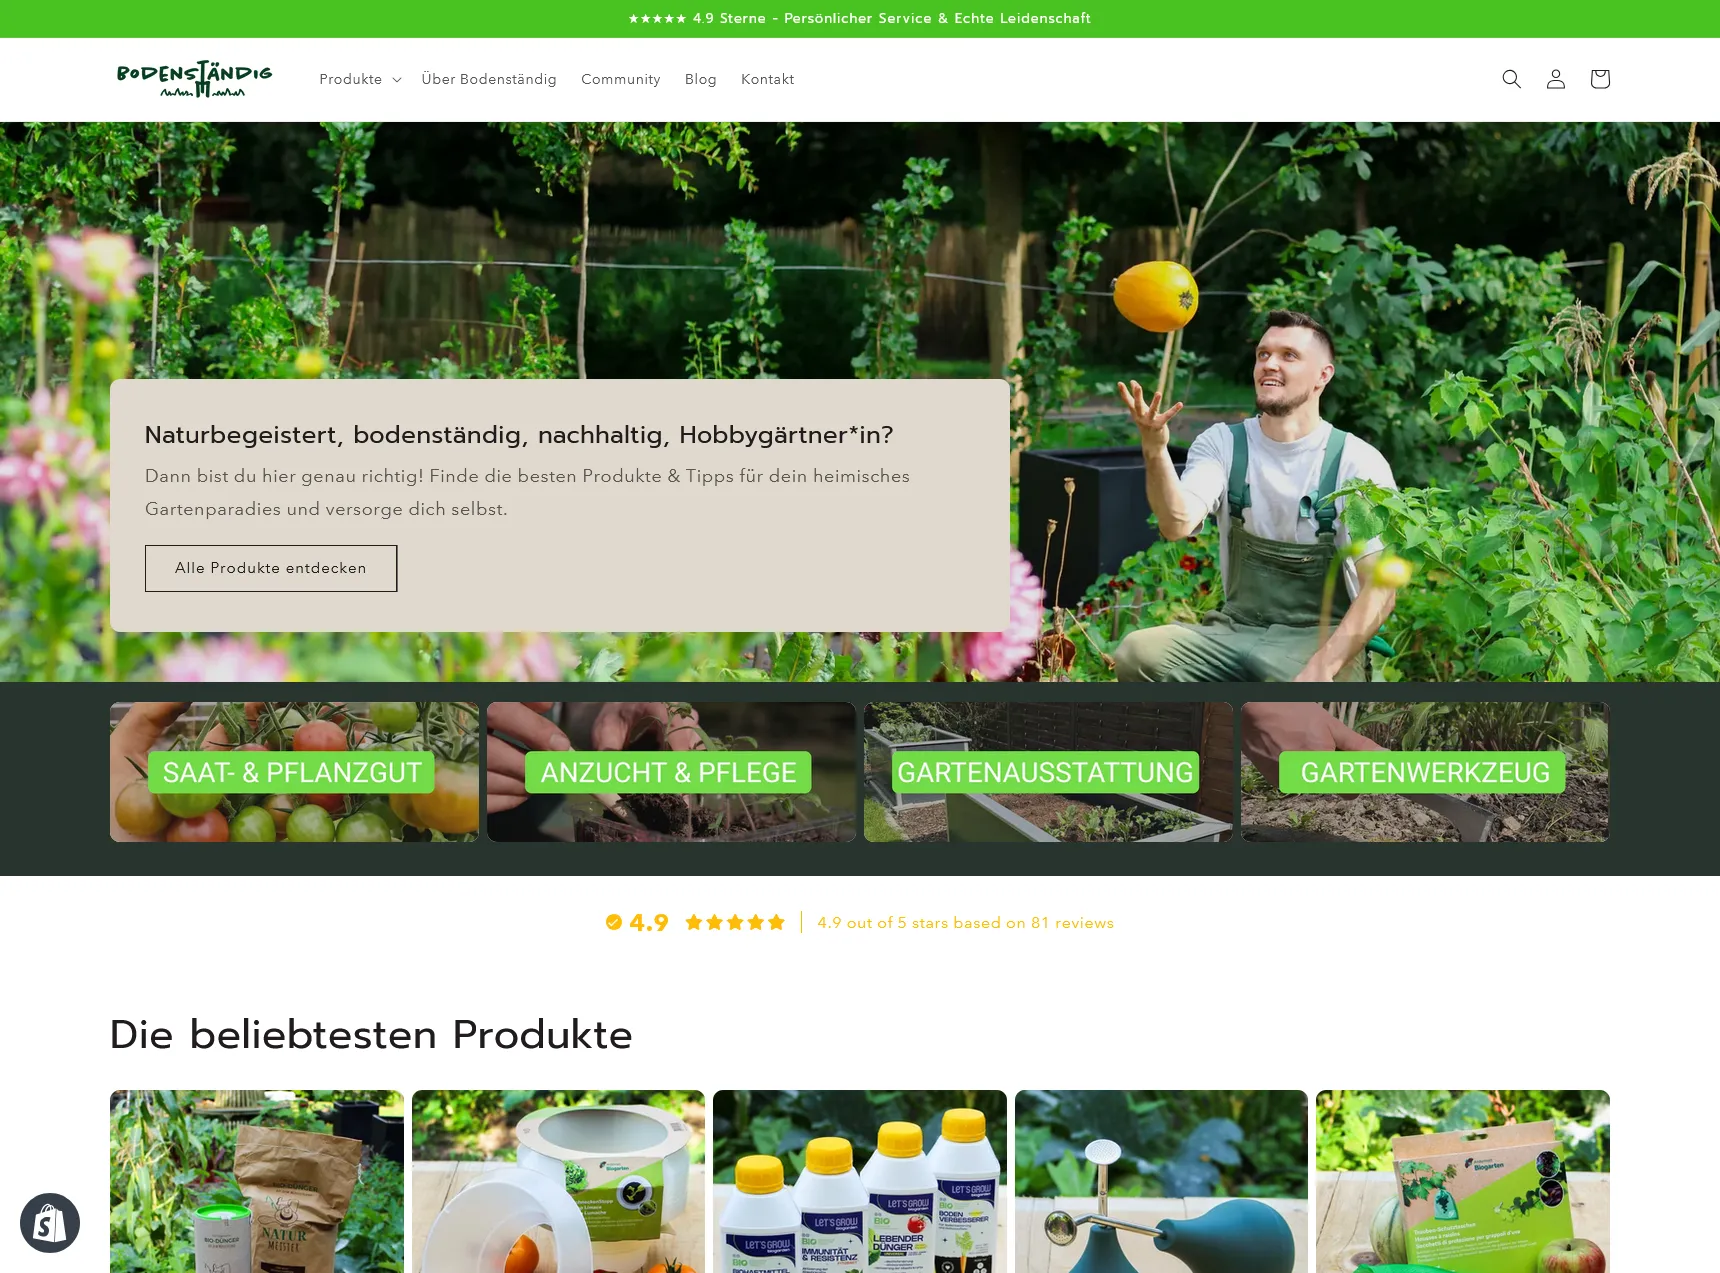 ★★★★★ 4.9 Sterne - Persönlicher Service & Echte Leidenschaft
BODENSTÄNDIG
Produkte
Über Bodenständig
Community
Blog
Kontakt
Naturbegeistert, bodenständig, nachhaltig, Hobbygärtner*in?
Dann bist du hier genau richtig! Finde die besten Produkte & Tipps für dein heimisches
Gartenparadies und versorge dich selbst.
Alle Produkte entdecken
SAAT- & PFLANZGUT
ANZUCHT & PFLEGE
GARTENAUSSTATTUNG
GARTENWERKZEUG
4.9
4.9 out of 5 stars based on 81 reviews
Die beliebtesten Produkte
BIO-DÜNGER
NATUR
MEISTER
BIO-DÜNGER
Biogarten
LET'S GROW
BIO
IMMUNITÄT
& RESISTENZ
LET'S GROW
BIO
LEBENDER
DÜNGER
LET'S GROW
BIO
BODEN
VERBESSERER
Biogarten